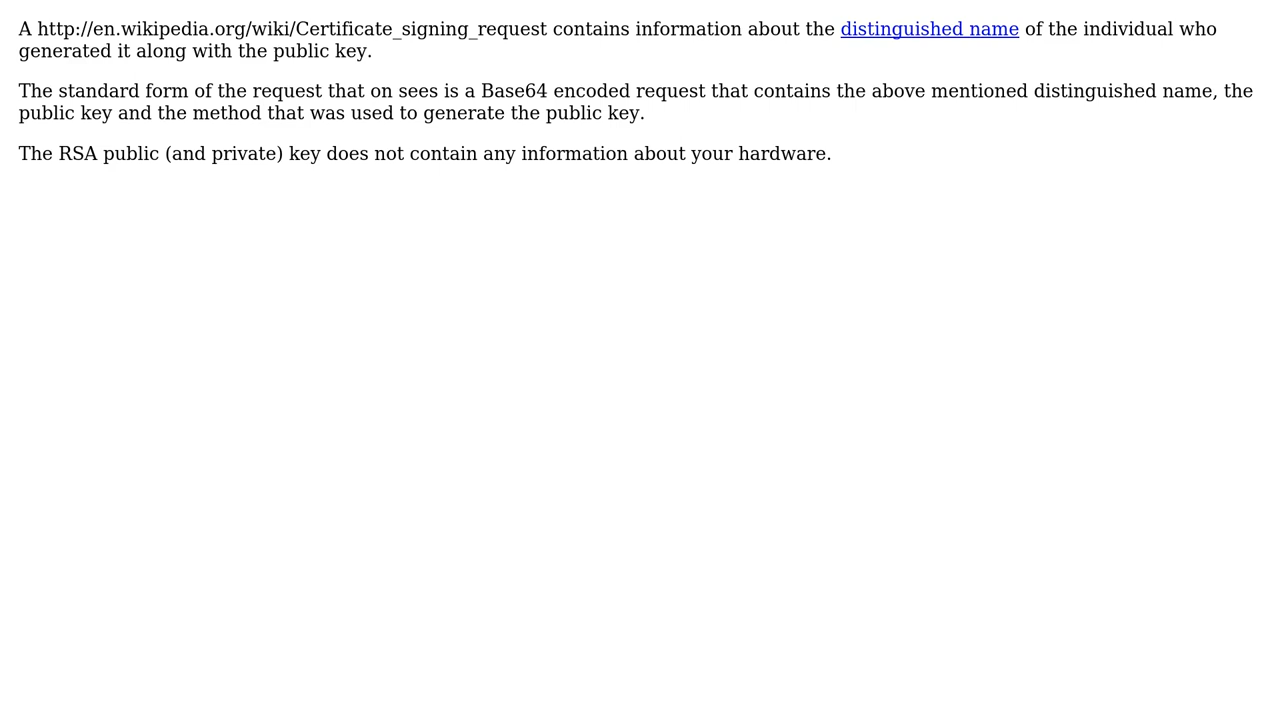 A http://en.wikipedia.org/wiki/Certificate_signing_request contains information about the distinguished name of the individual who
generated it along with the public key.
The standard form of the request that on sees is a Base64 encoded request that contains the above mentioned distinguished name, the
public key and the method that was used to generate the public key.
The RSA public (and private) key does not contain any information about your hardware.